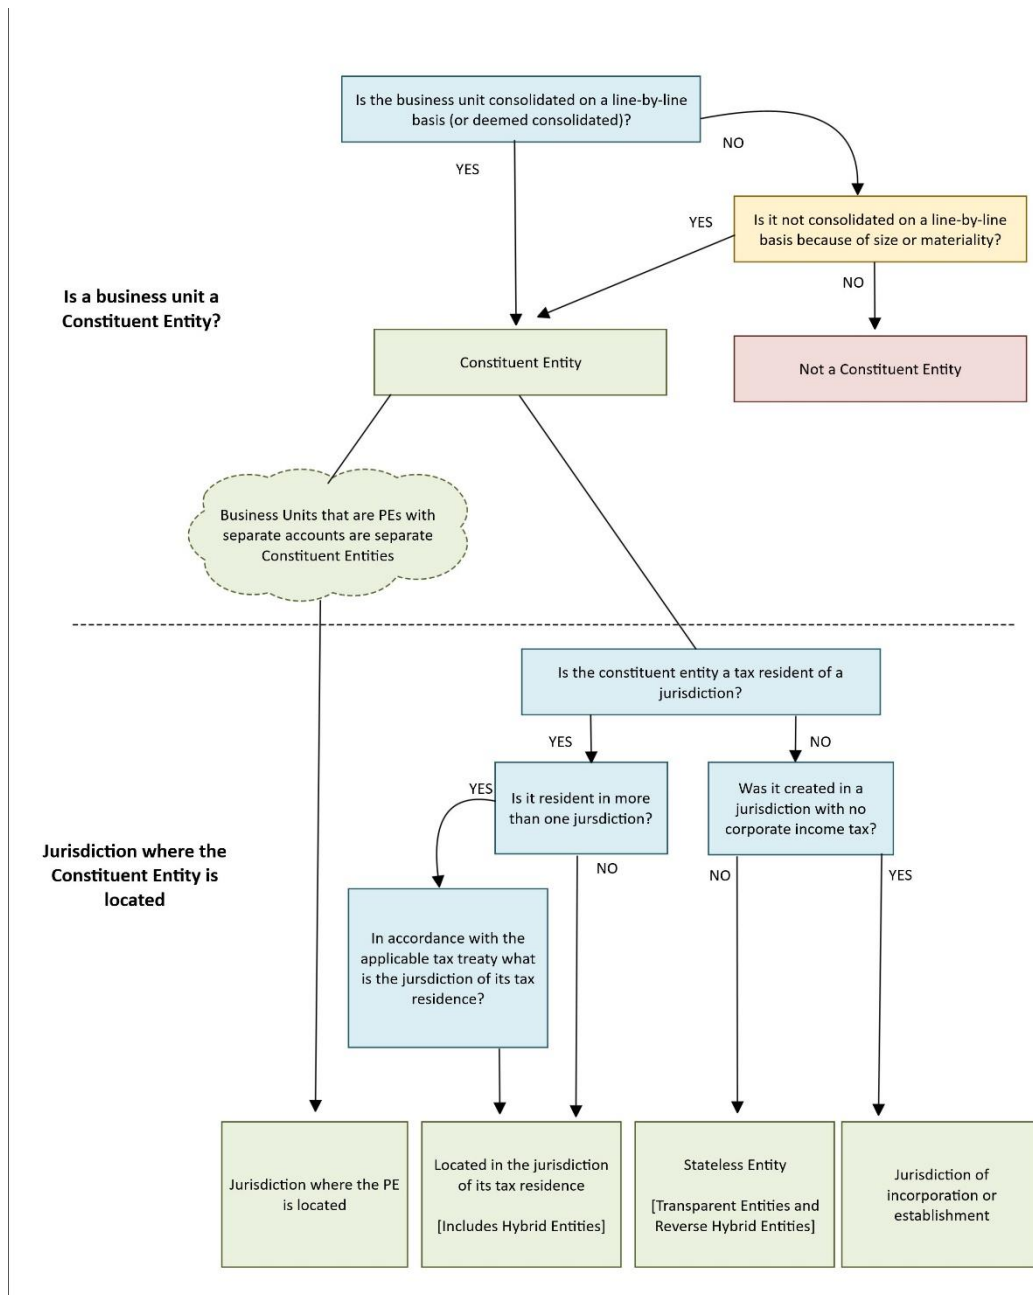 Is the business unit consolidated on a line-by-line
basis (or deemed consolidated)?
NO
YES
Is it not consolidated on a line-by-line
basis because of size or materiality?
YES
NO
Is a business unit a
Constituent Entity?
Constituent Entity
Not a Constituent Entity
Business Units that are PEs with
separate accounts are separate
Constituent Entities
Is the constituent entity a tax resident of a
jurisdiction?
YES
NO
Is it resident in more
than one jursdiction?
Was it created in a
jurisdiction with no
corporate income tax?
YES
NO
NO
YES
Jurisdiction where the
Constituent Entity is
located
In accordance with the
applicable tax treaty what
is the jursdiction of its tax
residence?
Jurisdiction where the PE
is located
Located in the jurisdiction
of its tax residence
[Includes Hybrid Entities]
Stateless Entity
[Transparent Entities and
Reverse Hybrid Entities]
Jurisdiction of
incorporation or
establishment